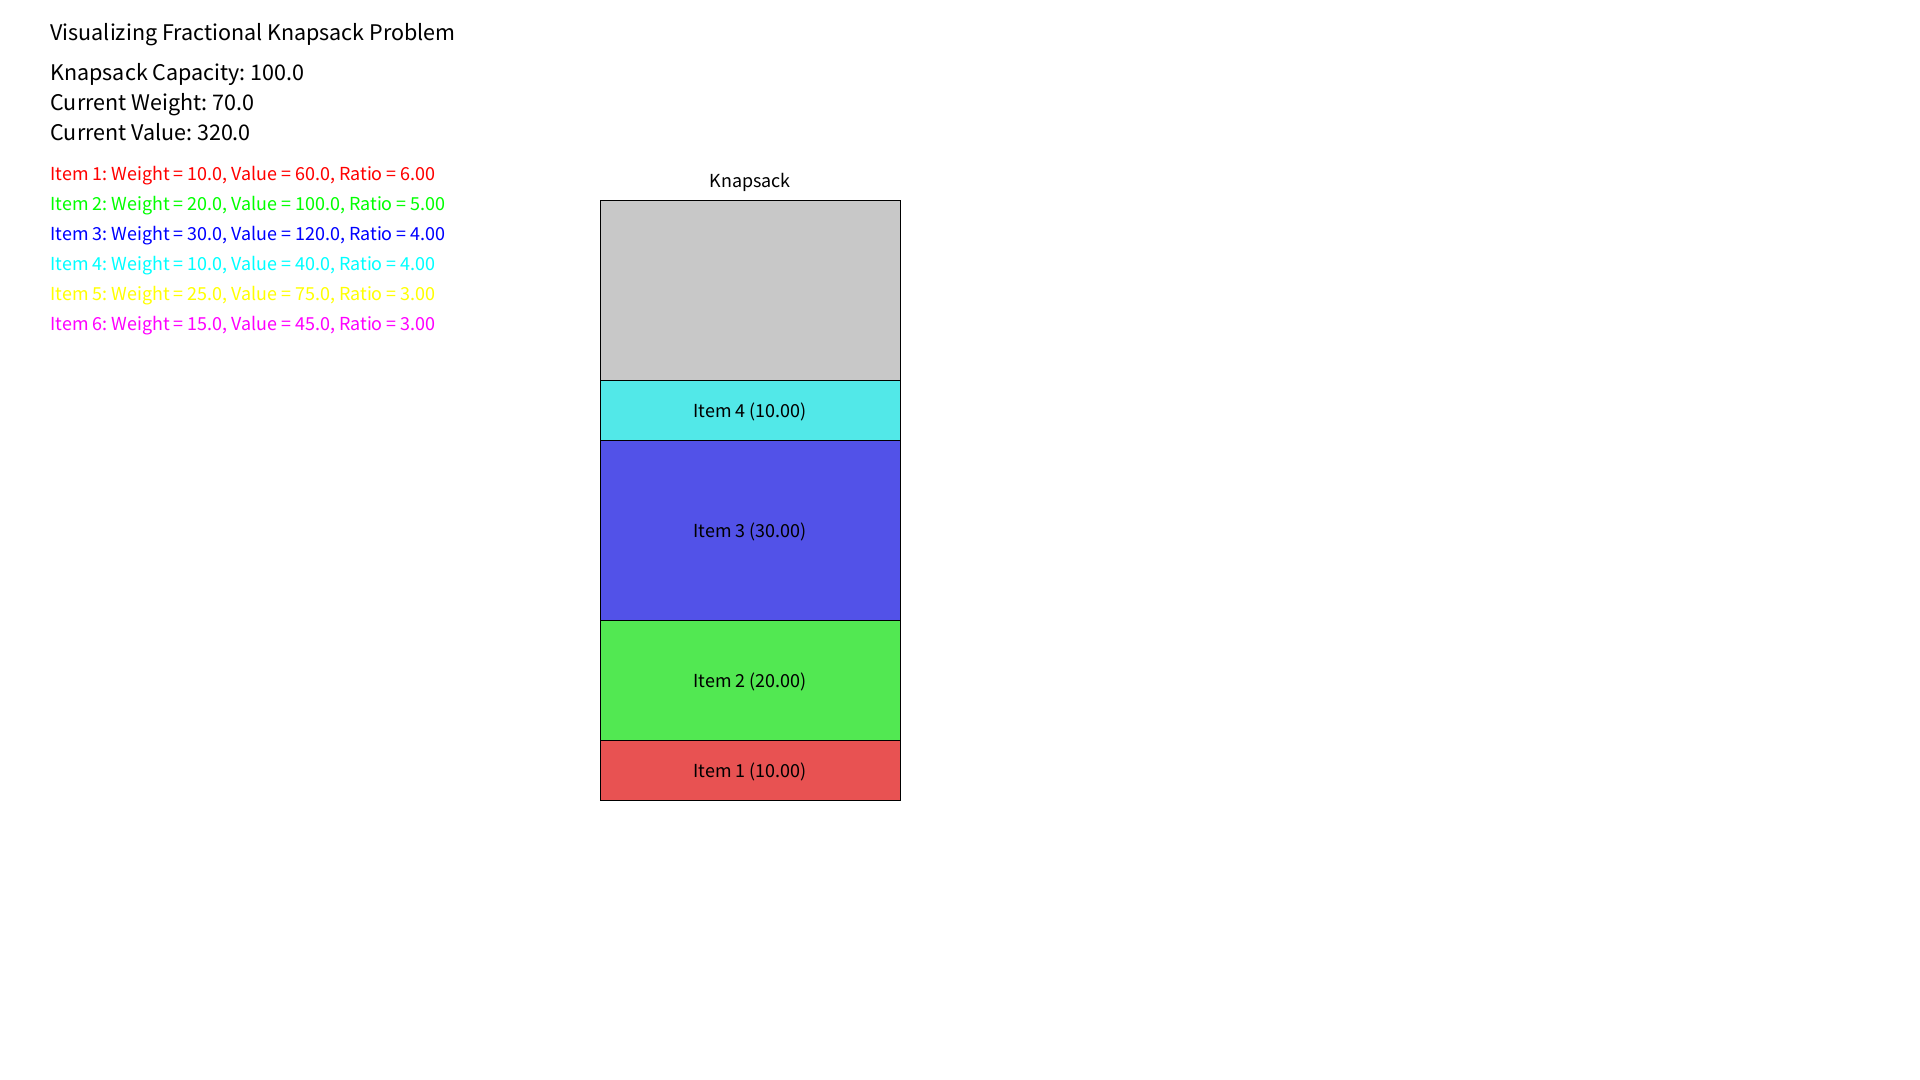 Visualizing Fractional Knapsack Problem
Knapsack Capacity: 100.0
Current Weight: 70.0
Current Value: 320.0
Item 1: Weight = 10.0, Value = 60.0, Ratio = 6.00
Item 2: Weight = 20.0, Value = 100.0, Ratio = 5.00
Item 3: Weight = 30.0, Value = 120.0, Ratio = 4.00
Item 4: Weight = 10.0, Value = 40.0, Ratio = 4.00
Item 5: Weight = 25.0, Value = 75.0, Ratio = 3.00
Item 6: Weight = 15.0, Value = 45.0, Ratio = 3.00
Knapsack
Item 4 (10.00)
Item 3 (30.00)
Item 2 (20.00)
Item 1 (10.00)